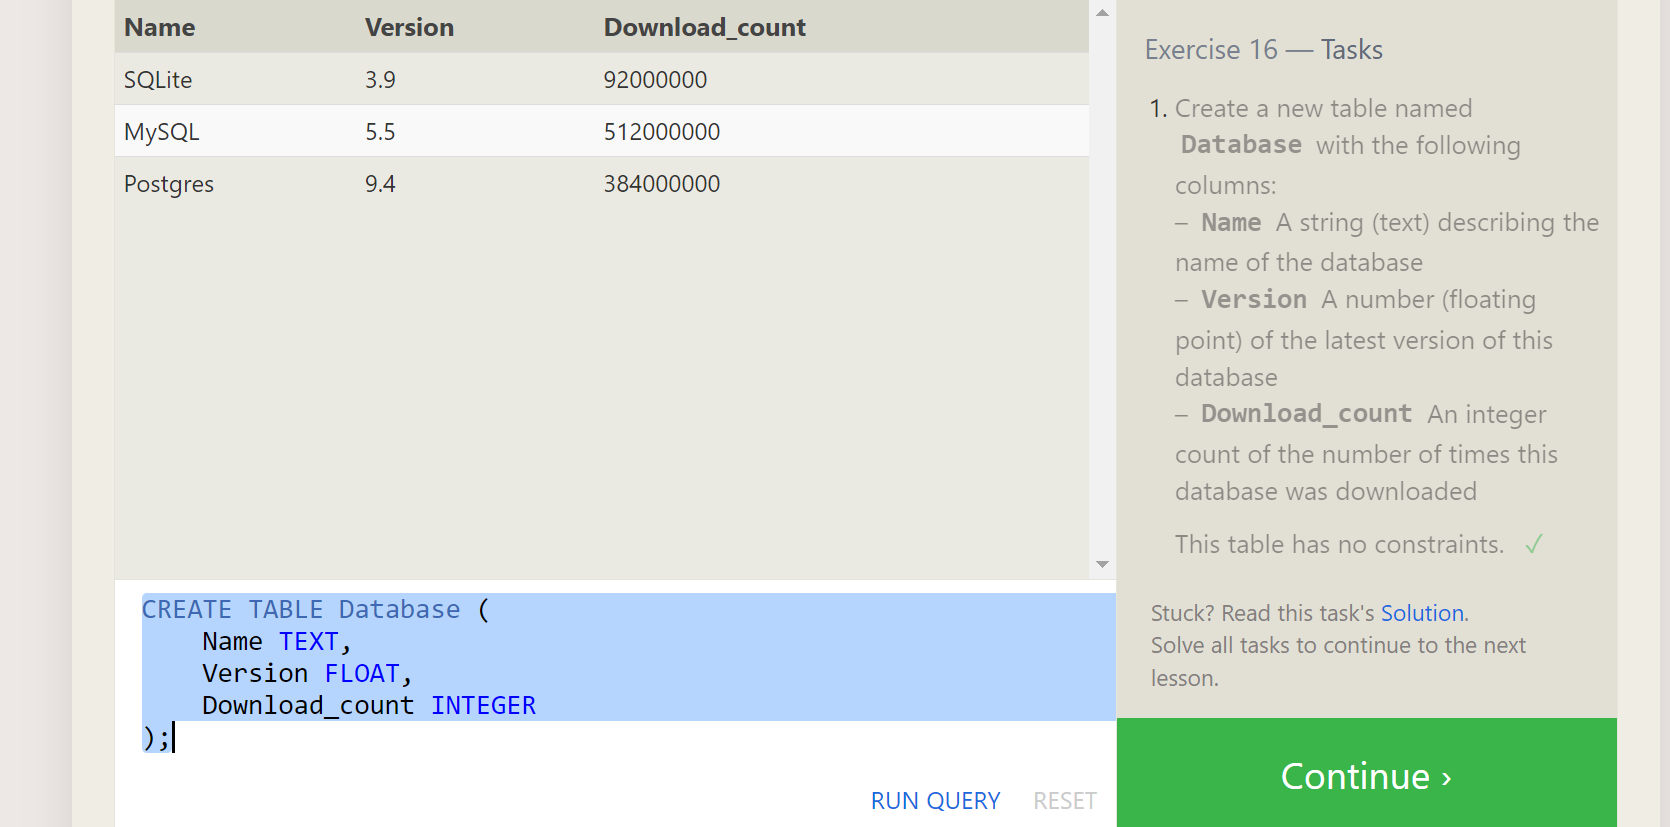 Name Version Download_count
SQLite 3.9 92000000
MySQL 5.5 512000000
Postgres 9.4 384000000
CREATE TABLE Database (
    Name TEXT,
    Version FLOAT,
    Download_count INTEGER
);
RUN QUERY RESET
Exercise 16 — Tasks
1. Create a new table named
Database with the following
columns:
– Name A string (text) describing the
name of the database
– Version A number (floating
point) of the latest version of this
database
– Download_count An integer
count of the number of times this
database was downloaded
This table has no constraints. ✓
Stuck? Read this task's Solution.
Solve all tasks to continue to the next
lesson.
Continue ›